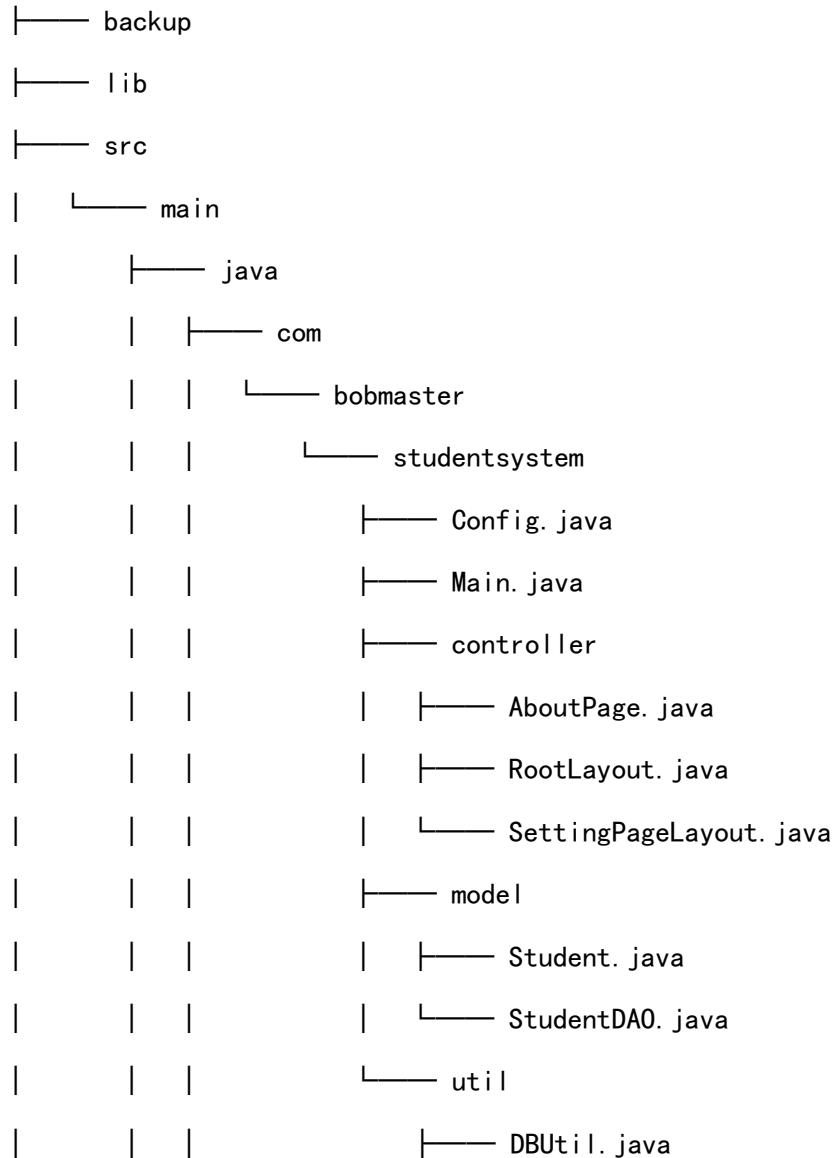 ├── backup
├── lib
├── src
│   └── main
│       ├── java
│       │   ├── com
│       │   │   └── bobmaster
│       │   │       └── studentsystem
│       │   │           ├── Config.java
│       │   │           ├── Main.java
│       │   │           ├── controller
│       │   │           │   ├── AboutPage.java
│       │   │           │   ├── RootLayout.java
│       │   │           │   └── SettingPageLayout.java
│       │   │           ├── model
│       │   │           │   ├── Student.java
│       │   │           │   └── StudentDAO.java
│       │   │           └── util
│       │   │               ├── DBUtil.java